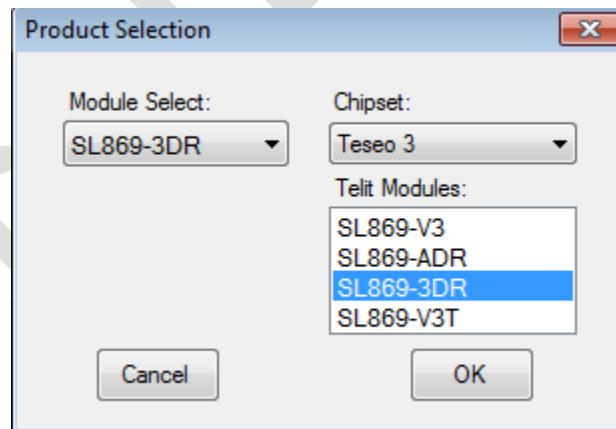 Product Selection
Module Select:
SL869-3DR
Chipset:
Teseo 3
Telit Modules:
SL869-V3
SL869-ADR
SL869-3DR
SL869-V3T
Cancel
OK